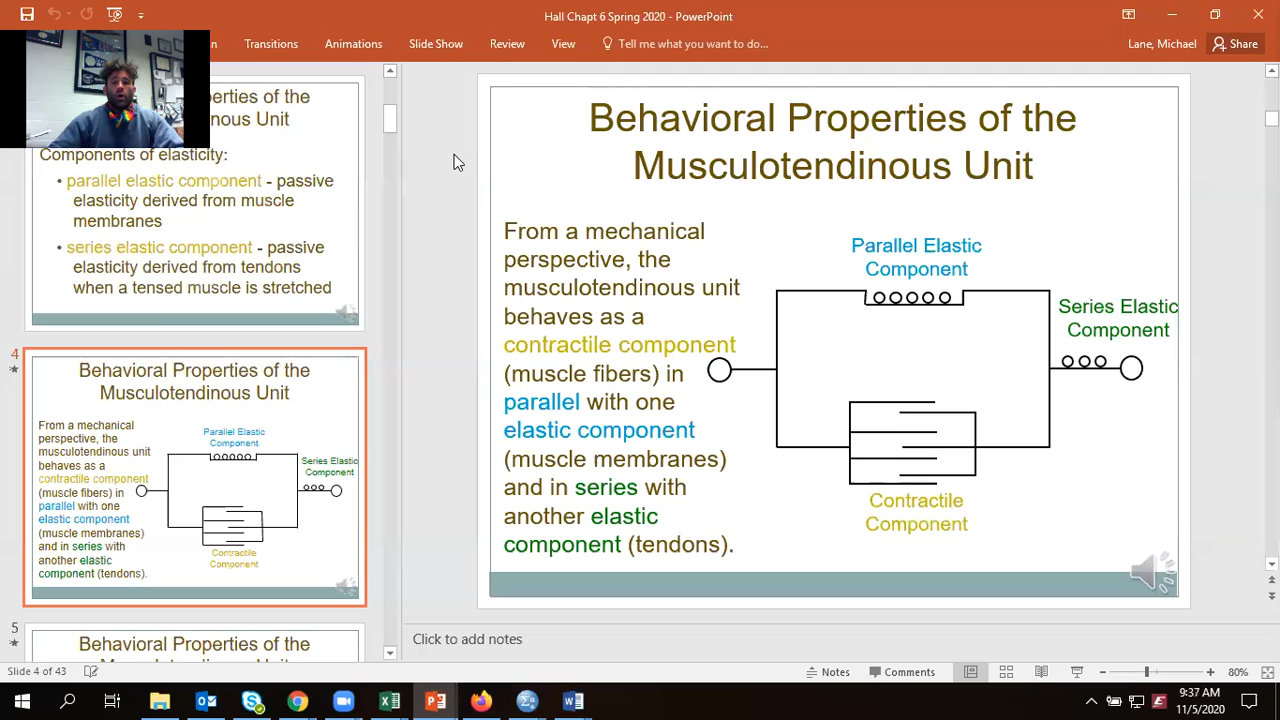 Hall Chapt 6 Spring 2020 - PowerPoint
Transitions Animations Slide Show Review View Tell me what you want to do... Lane, Michael Share
perties of the
nous Unit
Components of elasticity:
• parallel elastic component - passive
elasticity derived from muscle
membranes
• series elastic component - passive
elasticity derived from tendons
when a tensed muscle is stretched
4
Behavioral Properties of the
Musculotendinous Unit
From a mechanical
perspective, the
musculotendinous unit
behaves as a
contractile component
(muscle fibers) in
parallel with one
elastic component
(muscle membranes)
and in series with
another elastic
component (tendons).
Parallel Elastic
Component
Series Elastic
Component
Contractile
Component
5
Behavioral Properties of the
Behavioral Properties of the
Musculotendinous Unit
From a mechanical
perspective, the
musculotendinous unit
behaves as a
contractile component
(muscle fibers) in
parallel with one
elastic component
(muscle membranes)
and in series with
another elastic
component (tendons).
Parallel Elastic
Component
Series Elastic
Component
Contractile
Component
Click to add notes
Slide 4 of 43
Notes Comments 80%
9:37 AM
11/5/2020